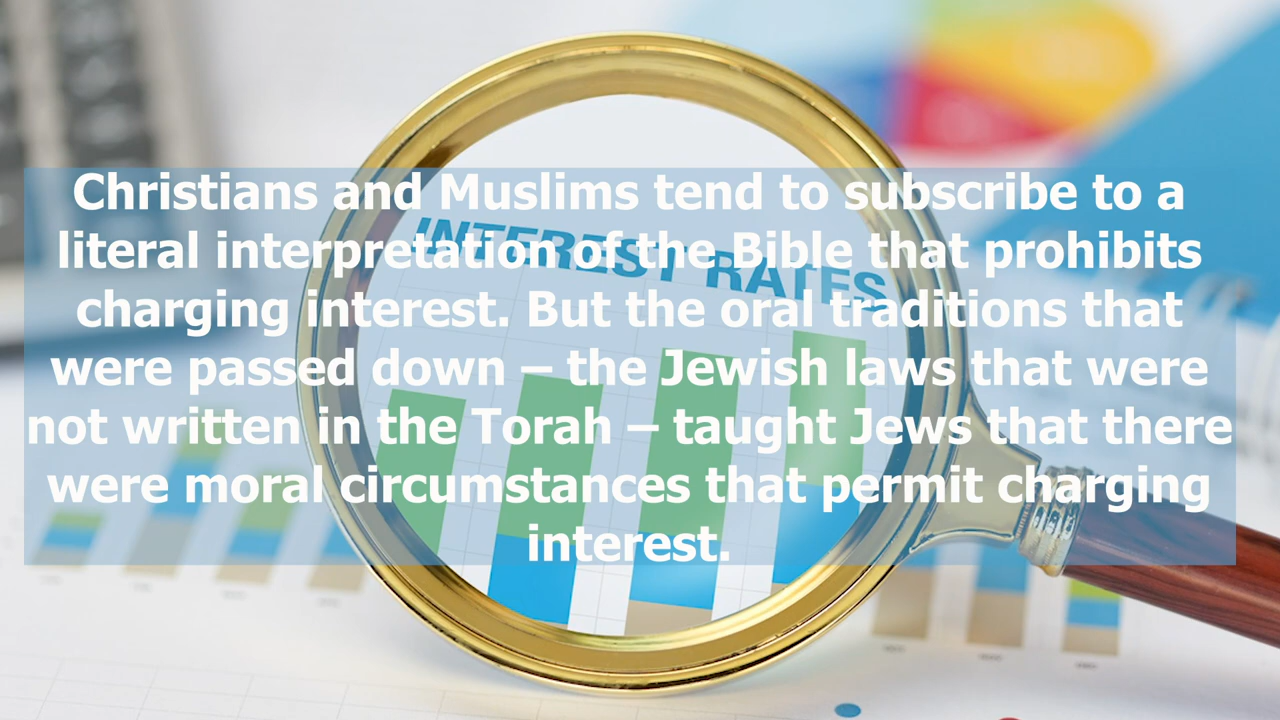 Christians and Muslims tend to subscribe to a
literal interpretation of the Bible that prohibits
charging interest. But the oral traditions that
were passed down – the Jewish laws that were
not written in the Torah – taught Jews that there
were moral circumstances that permit charging
interest.
INTEREST RATES